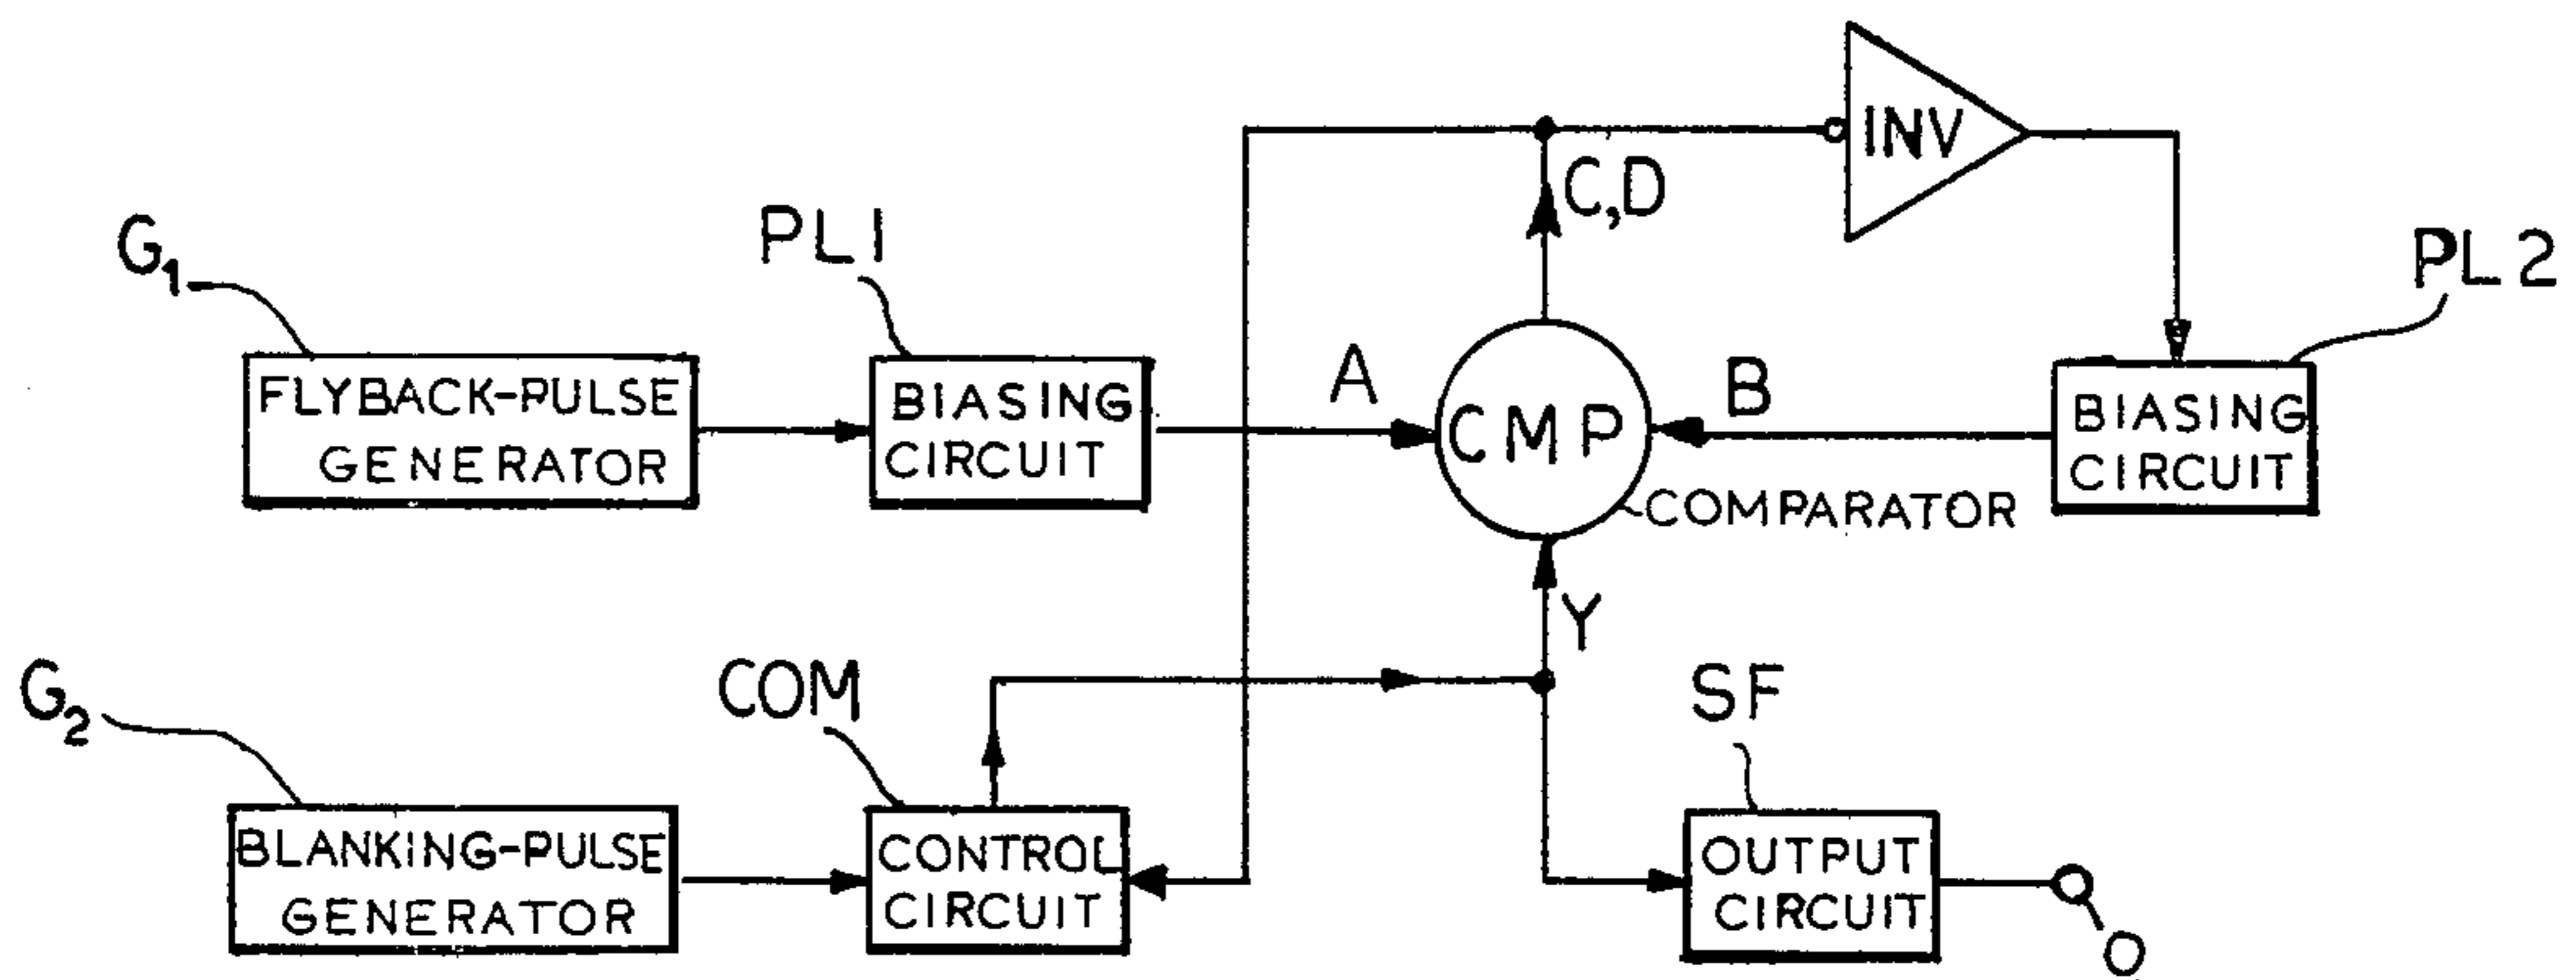 INV
C,D
PL1
G1
PL2
FLYBACK-PULSE
GENERATOR
BIASING
CIRCUIT
A
CMP
B
BIASING
CIRCUIT
COMPARATOR
Y
COM
SF
G2
BLANKING-PULSE
GENERATOR
CONTROL
CIRCUIT
OUTPUT
CIRCUIT
O